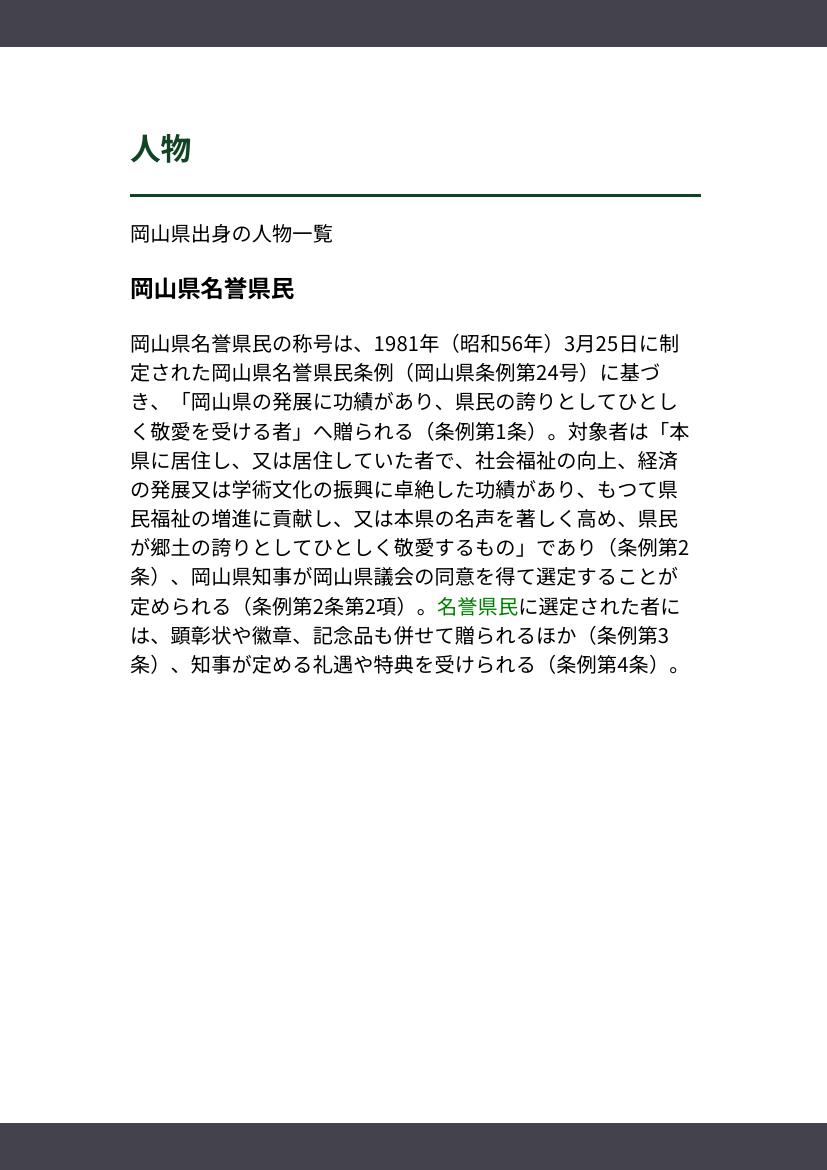 人物
岡山県出身の人物一覧
岡山県名誉県民
岡山県名誉県民の称号は、1981年（昭和56年）3月25日に制
定された岡山県名誉県民条例（岡山県条例第24号）に基づ
き、「岡山県の発展に功績があり、県民の誇りとしてひとし
く敬愛を受ける者」へ贈られる（条例第1条）。対象者は「本
県に居住し、又は居住していた者で、社会福祉の向上、経済
の発展又は学術文化の振興に卓絶した功績があり、もつて県
民福祉の増進に貢献し、又は本県の名声を著しく高め、県民
が郷土の誇りとしてひとしく敬愛するもの」であり（条例第2
条）、岡山県知事が岡山県議会の同意を得て選定することが
定められる（条例第2条第2項）。名誉県民に選定された者に
は、顕彰状や徽章、記念品も併せて贈られるほか（条例第3
条）、知事が定める礼遇や特典を受けられる（条例第4条）。